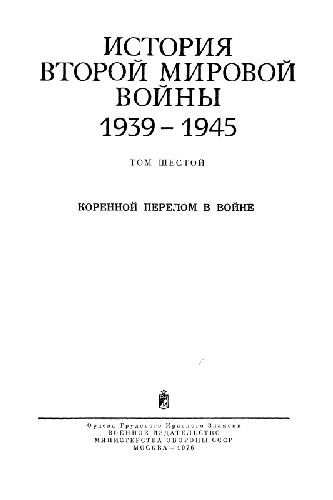 ИСТОРИЯ
ВТОРОЙ МИРОВОЙ
ВОЙНЫ
1939 – 1945
ТОМ ШЕСТОЙ
КОРЕННОЙ ПЕРЕЛОМ В ВОЙНЕ
Ордена Трудового Красного Знамени
ВОЕННОЕ ИЗДАТЕЛЬСТВО
МИНИСТЕРСТВА ОБОРОНЫ СССР
МОСКВА — 1976